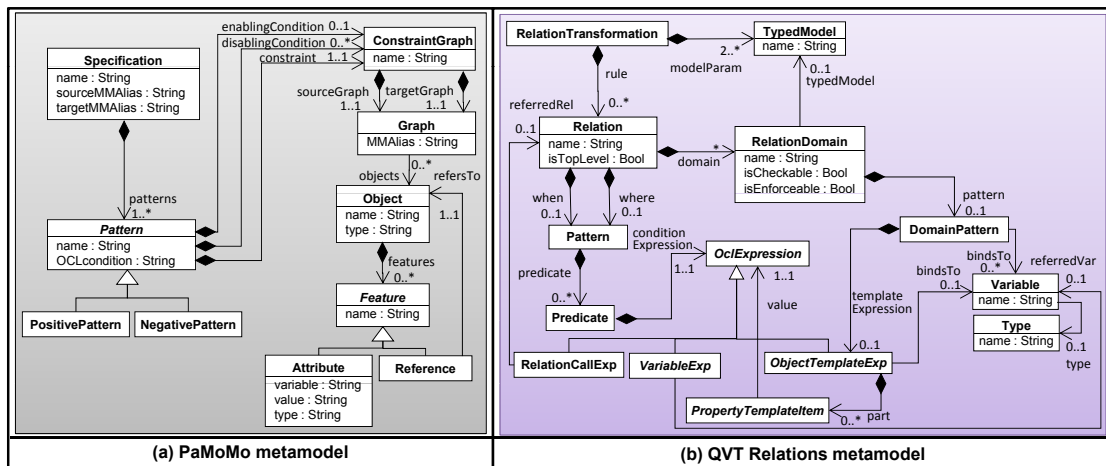 enablingCondition 0..1
disablingCondition 0..*
constraint 1..1
ConstraintGraph
name : String
Specification
name : String
sourceMMAlias : String
targetMMAlias : String
sourceGraph
1..1
targetGraph
1..1
Graph
MMAlias : String
0..*
objects
refersTo
1..1
Object
name : String
type : String
patterns
1..*
Pattern
name : String
OCLcondition : String
features
0..*
Feature
name : String
PositivePattern
NegativePattern
Attribute
variable : String
value : String
type : String
Reference
(a) PaMoMo metamodel
RelationTransformation
TypedModel
name : String
2..*
modelParam
0..1
typedModel
rule
0..*
referredRel
0..1
Relation
name : String
isTopLevel : Bool
domain
*
RelationDomain
name : String
isCheckable : Bool
isEnforceable : Bool
when
0..1
where
0..1
pattern
0..1
Pattern
condition
Expression
1..1
OclExpression
1..1
DomainPattern
bindsTo
0..*
referredVar
0..1
predicate
0..*
Predicate
value
template
Expression
0..1
bindsTo
0..1
Variable
name : String
Type
name : String
0..1
type
RelationCallExp
VariableExp
ObjectTemplateExp
PropertyTemplateItem
0..*
part
(b) QVT Relations metamodel